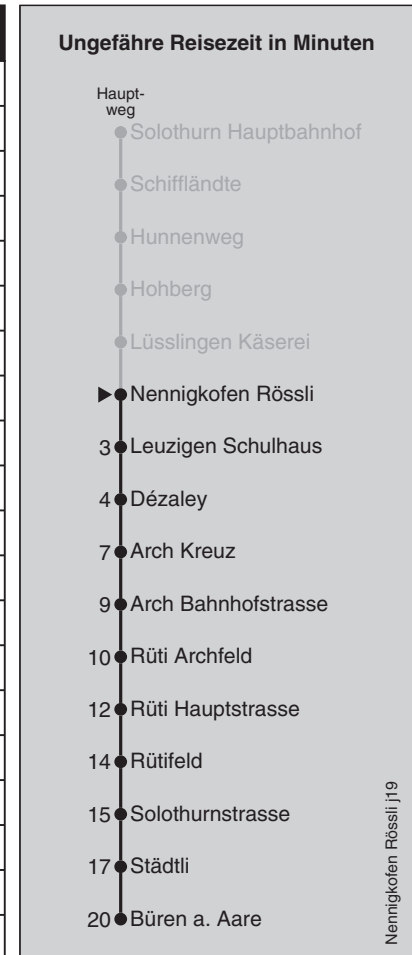 Ungefähre Reisezeit in Minuten
Haupt-
weg
Solothurn Hauptbahnhof
Schiffländte
Hunnenweg
Hohberg
Lüsslingen Käserei
Nennigkofen Rössli
3 Leuzigen Schulhaus
4 Dézaley
7 Arch Kreuz
9 Arch Bahnhofstrasse
10 Rüti Archfeld
12 Rüti Hauptstrasse
14 Rütifeld
15 Solothurnstrasse
17 Städtli
20 Büren a. Aare
Nennigkofen Rössli j19